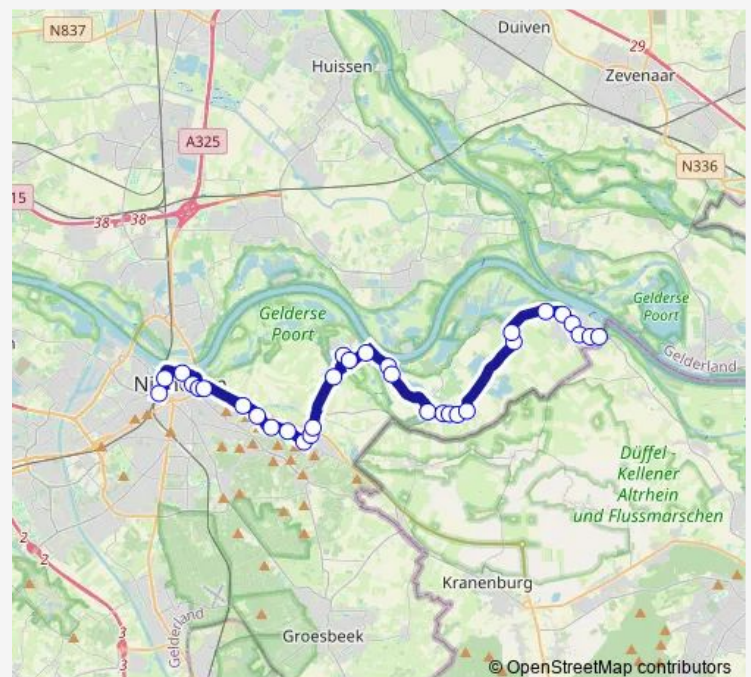 N837
Duiven
29
Huissen
Zevenaar
A325
N336
15
38
38
Gelderse
Poort
Gelderse
Poort
Gelderland
Düffel -
Kellener
Altrhein
und Flussmarschen
2
2
Kranenburg
Gelderland
3
3
Groesbeek
© OpenStreetMap contributors